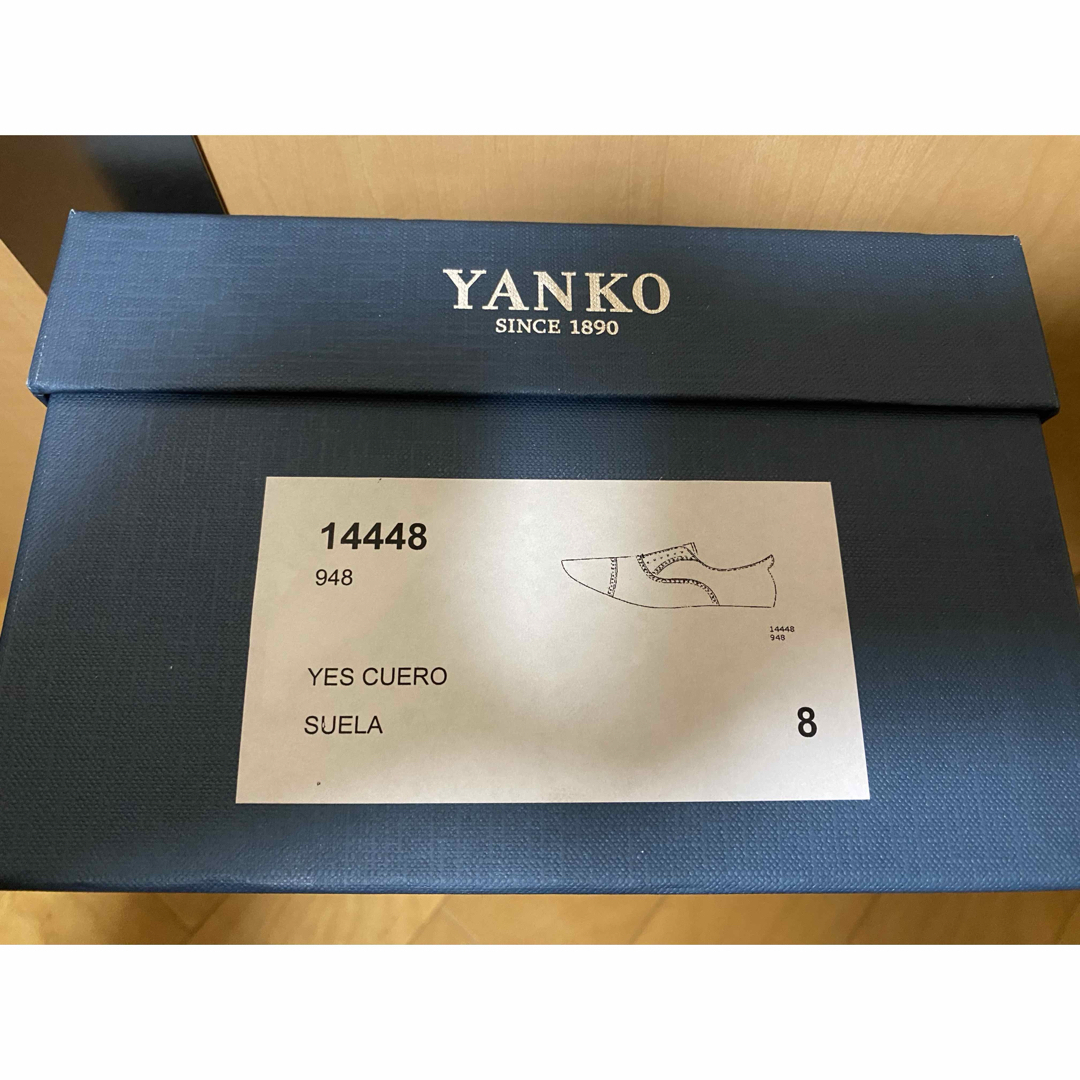 YANKO
SINCE 1890
14448
948
14448
948
YES CUERO
SUELA
8